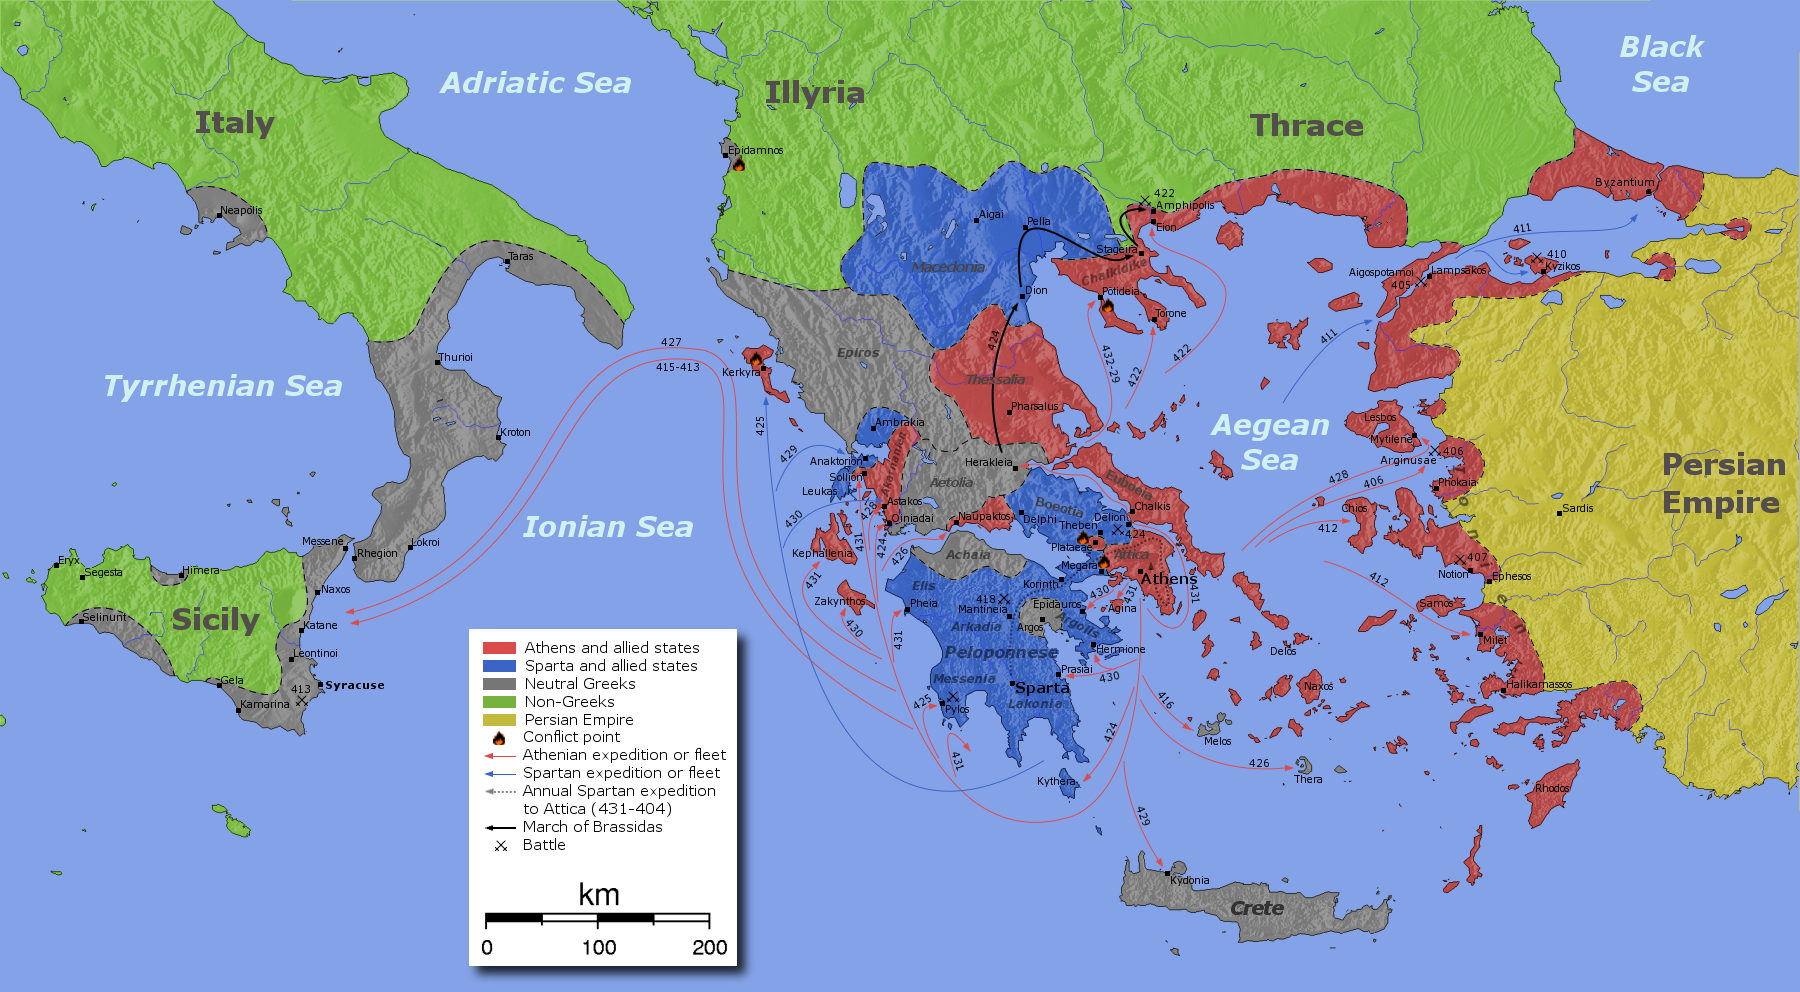 Adriatic Sea
Black
Sea
Illyria
Italy
Thrace
Epidamnos
Byzantium
422
Amphipolis
Neapolis
Aigai
Pella
Eion
411
Stageira
Taras
Macedonia
Chalkidike
410
Kyzikos
Aigospotamoi
Lampsakos
405
Dion
Potideia
Torone
411
427
424
Epiros
432-29
422
Thurioi
415-413
Kerkyra
Thessalia
422
Tyrrhenian Sea
Pharsalus
425
Ambrakia
Lesbos
Aegean
Sea
Mytilene
Kroton
Akarnanien
429
Anaktorion
Herakleia
Arginusae
406
Persian
Empire
Sollion
Aetolia
Euboeia
428
406
Ionien
Phokaia
Leukas
Astakos
Boeotia
Chalkis
Chios
Sardis
430
428
Oiniadai
Naupaktos
Delphi
Delion
Theben
412
Ionian Sea
424
Messene
Lokroi
431
424
Plataeae
Attica
Rhegion
Kephallenia
426
Achaia
407
Eryx
Segesta
Himera
Megara
Notion
Ephesos
431
Elis
Korinth
Athens
412
Naxos
Zakynthos
Pheia
418
Mantineia
Epidauros
430
431
431
Ägina
Samos
Selinunt
Sicily
Katane
430
431
Arkadia
Argos
Argolis
Milet
Leontinoi
Peloponnese
Hermione
Delos
Gela
413
Syracuse
Messenia
Sparta
Prasiai
430
Naxos
Halikarnassos
Kamarina
425
Pylos
Lakonia
416
424
Melos
431
Kythera
426
Thera
Rhodos
429
Kydonia
Crete
Athens and allied states
Sparta and allied states
Neutral Greeks
Non-Greeks
Persian Empire
Conflict point
Athenian expedition or fleet
Spartan expedition or fleet
Annual Spartan expedition
to Attica (431-404)
March of Brassidas
Battle
km
0 100 200